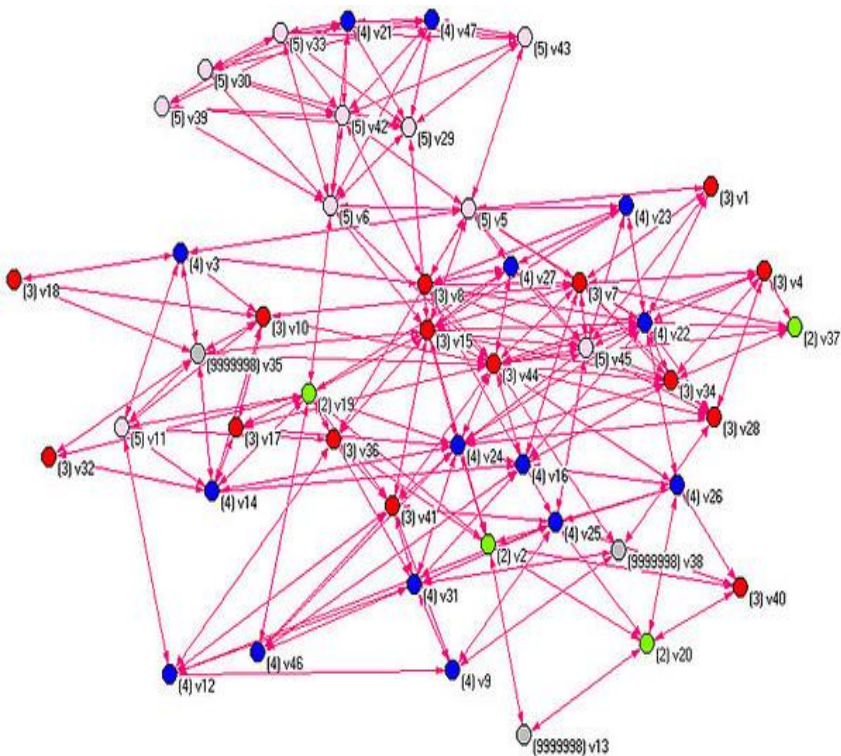 (5) v33
(4) v21
(4) v47
(5) v43
(5) v30
(5) v39
(5) v42
(5) v29
(5) v6
(5) v5
(4) v23
(3) v1
(4) v3
(3) v18
(3) v8
(4) v27
(3) v7
(3) v4
(3) v10
(3) v15
(4) v22
(2) v37
(9999998) v35
(5) v45
(3) v44
(3) v34
(2) v19
(3) v28
(5) v11
(3) v17
(3) v36
(4) v24
(3) v32
(4) v14
(4) v16
(4) v26
(3) v41
(4) v25
(2) v2
(9999998) v38
(4) v31
(3) v40
(2) v20
(4) v46
(4) v12
(4) v9
(9999998) v13